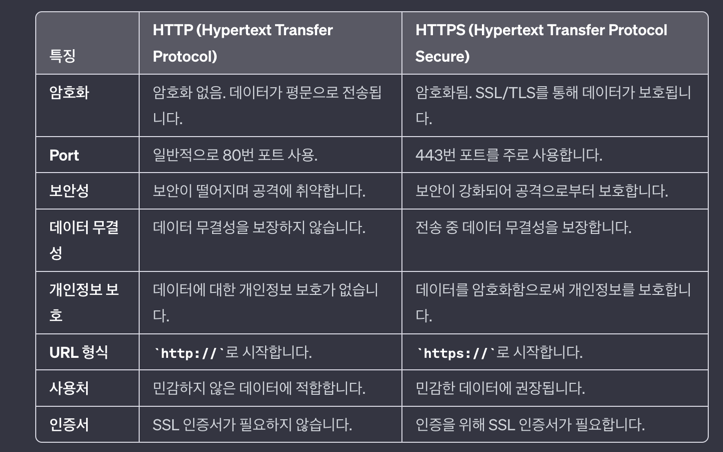 특징
HTTP (Hypertext Transfer
Protocol)
HTTPS (Hypertext Transfer Protocol
Secure)
암호화
암호화 없음. 데이터가 평문으로 전송됩
니다.
암호화됨. SSL/TLS를 통해 데이터가 보호됩니
다.
Port
일반적으로 80번 포트 사용.
443번 포트를 주로 사용합니다.
보안성
보안이 떨어지며 공격에 취약합니다.
보안이 강화되어 공격으로부터 보호합니다.
데이터 무결
성
데이터 무결성을 보장하지 않습니다.
전송 중 데이터 무결성을 보장합니다.
개인정보 보
호
데이터에 대한 개인정보 보호가 없습니
다.
데이터를 암호화함으로써 개인정보를 보호합니
다.
URL 형식
`http://`로 시작합니다.
`https://`로 시작합니다.
사용처
민감하지 않은 데이터에 적합합니다.
민감한 데이터에 권장됩니다.
인증서
SSL 인증서가 필요하지 않습니다.
인증을 위해 SSL 인증서가 필요합니다.